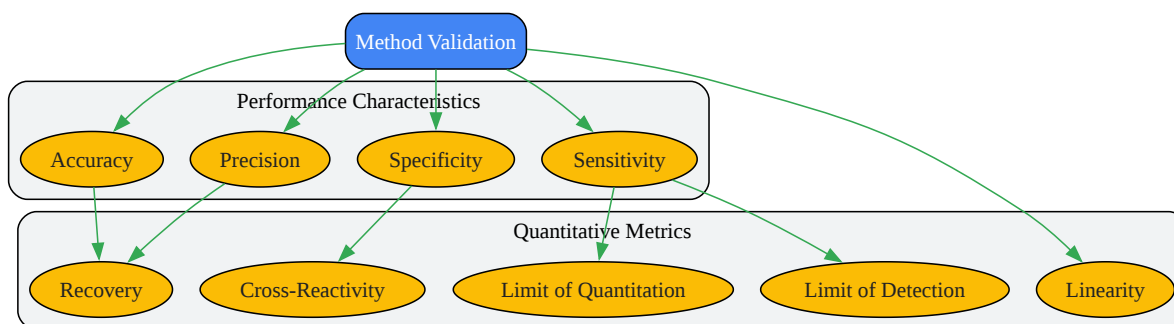 Method Validation
Performance Characteristics
Accuracy
Precision
Specificity
Sensitivity
Quantitative Metrics
Recovery
Cross-Reactivity
Limit of Quantitation
Limit of Detection
Linearity